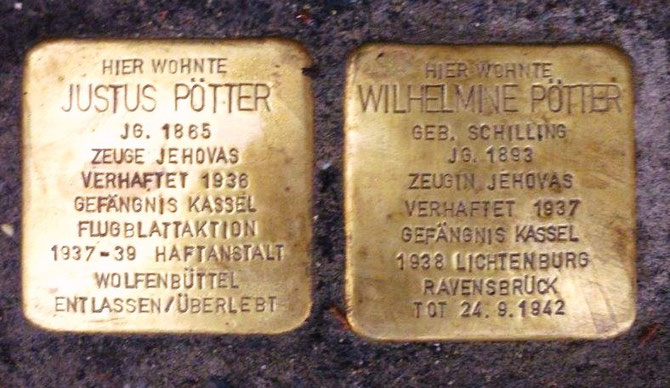 HIER WOHNTE
JUSTUS PÖTTER
JG. 1865
ZEUGE JEHOVAS
VERHAFTET 1936
GEFÄNGNIS KASSEL
FLUGBLATTAKTION
1937-39 HAFTANSTALT
WOLFENBÜTTEL
ENTLASSEN/ÜBERLEBT
HIER WOHNTE
WILHELMINE PÖTTER
GEB. SCHILLING
JG. 1893
ZEUGIN JEHOVAS
VERHAFTET 1937
GEFÄNGNIS KASSEL
1938 LICHTENBURG
RAVENSBRÜCK
TOT 24.9.1942